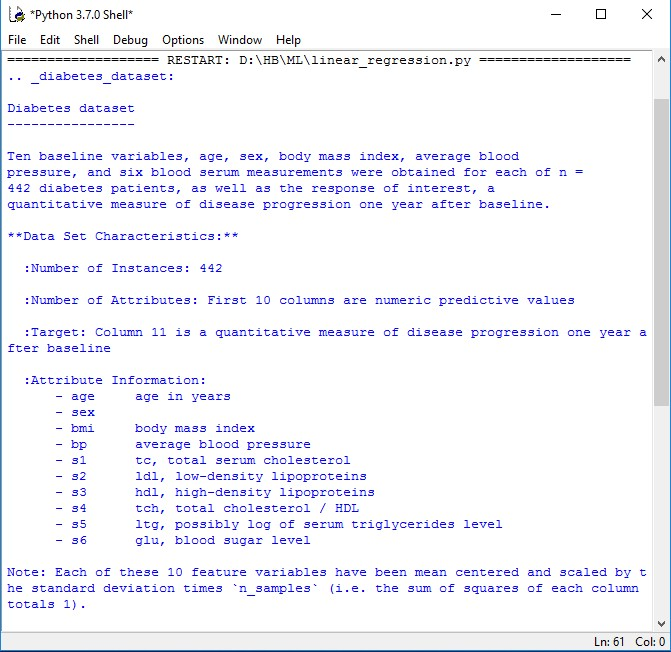 *Python 3.7.0 Shell*
File Edit Shell Debug Options Window Help
=================== RESTART: D:\HB\ML\linear_regression.py ===================
.. _diabetes_dataset:
Diabetes dataset
----------------
Ten baseline variables, age, sex, body mass index, average blood
pressure, and six blood serum measurements were obtained for each of n =
442 diabetes patients, as well as the response of interest, a
quantitative measure of disease progression one year after baseline.
**Data Set Characteristics:**
:Number of Instances: 442
:Number of Attributes: First 10 columns are numeric predictive values
:Target: Column 11 is a quantitative measure of disease progression one year a
fter baseline
:Attribute Information:
- age age in years
- sex
- bmi body mass index
- bp average blood pressure
- s1 tc, total serum cholesterol
- s2 ldl, low-density lipoproteins
- s3 hdl, high-density lipoproteins
- s4 tch, total cholesterol / HDL
- s5 ltg, possibly log of serum triglycerides level
- s6 glu, blood sugar level
Note: Each of these 10 feature variables have been mean centered and scaled by t
he standard deviation times `n_samples` (i.e. the sum of squares of each column
totals 1).
Ln: 61 Col: 0